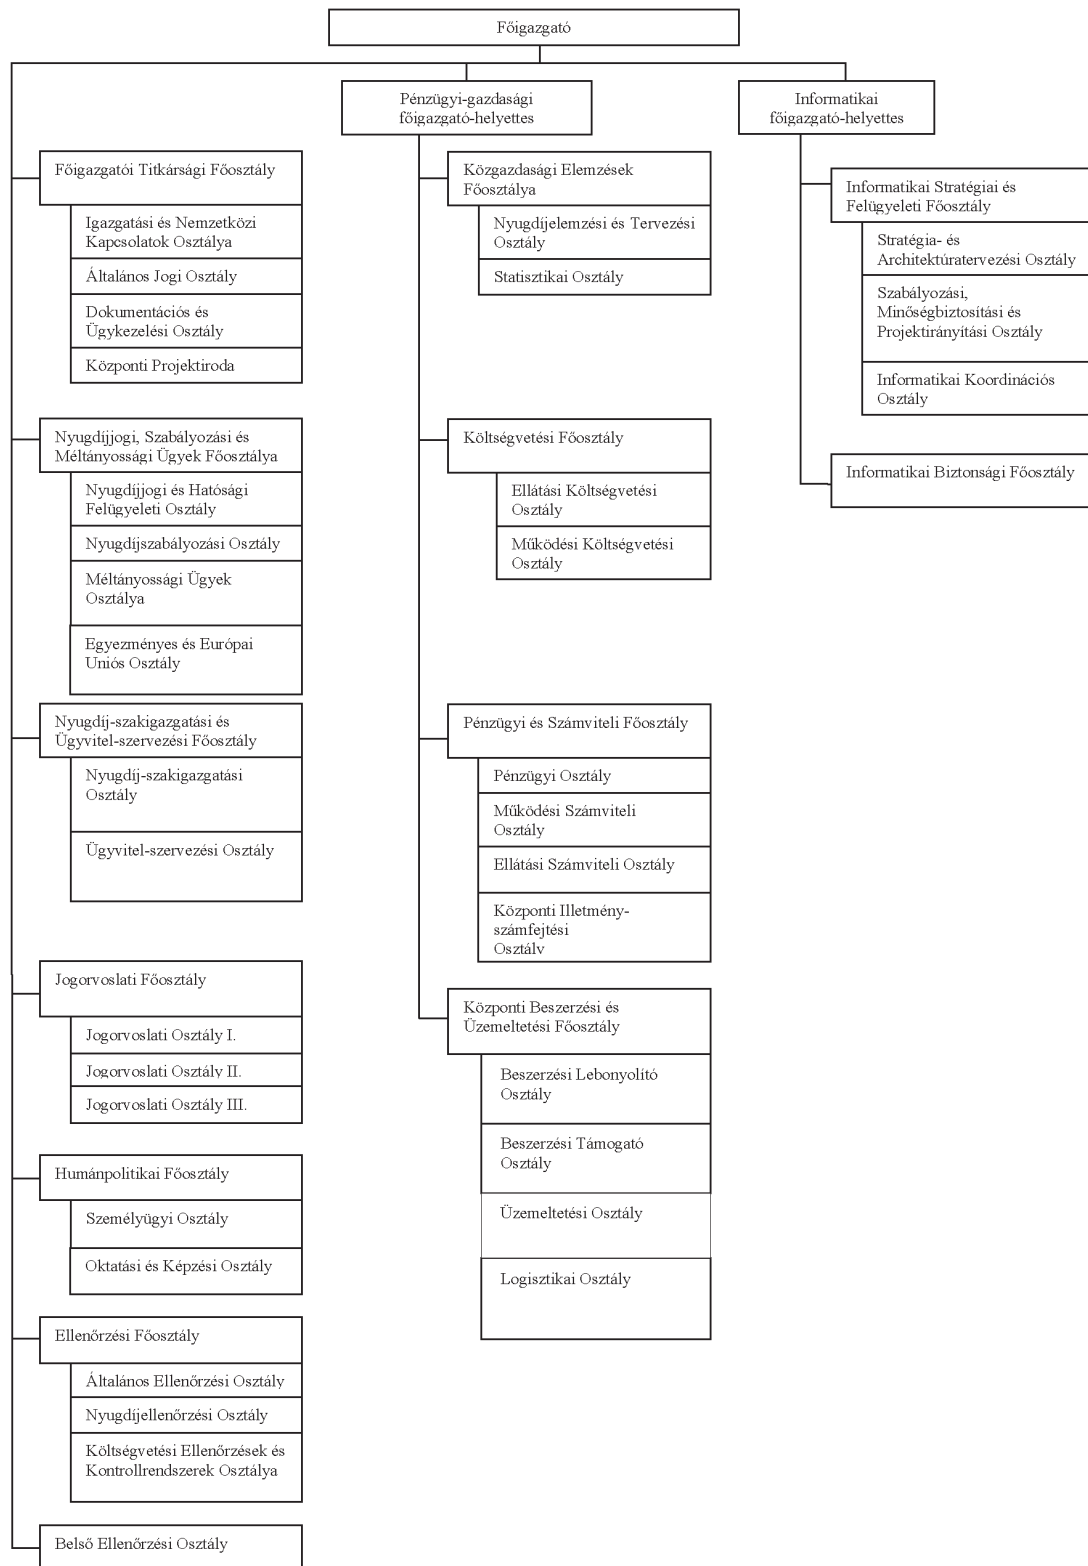 Főigazgató
Pénzügyi-gazdasági
főigazgató-helyettes
Informatikai
főigazgató-helyettes
Főigazgatói Titkársági Főosztály
Igazgatási és Nemzetközi
Kapcsolatok Osztálya
Általános Jogi Osztály
Dokumentációs és
Ügykezelési Osztály
Központi Projektiroda
Nyugdíjjogi, Szabályozási és
Méltányossági Ügyek Főosztálya
Nyugdíjjogi és Hatósági
Felügyeleti Osztály
Nyugdíjszabályozási Osztály
Méltányossági Ügyek
Osztálya
Egyezményes és Európai
Uniós Osztály
Nyugdíj-szakigazgatási és
Ügyvitel-szervezési Főosztály
Nyugdíj-szakigazgatási
Osztály
Ügyvitel-szervezési Osztály
Jogorvoslati Főosztály
Jogorvoslati Osztály I.
Jogorvoslati Osztály II.
Jogorvoslati Osztály III.
Humánpolitikai Főosztály
Személyügyi Osztály
Oktatási és Képzési Osztály
Ellenőrzési Főosztály
Általános Ellenőrzési Osztály
Nyugdíjellenőrzési Osztály
Költségvetési Ellenőrzések és
Kontrollrendszerek Osztálya
Belső Ellenőrzési Osztály
Közgazdasági Elemzések
Főosztálya
Nyugdíjelemzési és Tervezési
Osztály
Statisztikai Osztály
Költségvetési Főosztály
Ellátási Költségvetési
Osztály
Működési Költségvetési
Osztály
Pénzügyi és Számviteli Főosztály
Pénzügyi Osztály
Működési Számviteli
Osztály
Ellátási Számviteli Osztály
Központi Illetmény-
számfejtési
Osztály
Központi Beszerzési és
Üzemeltetési Főosztály
Beszerzési Lebonyolító
Osztály
Beszerzési Támogató
Osztály
Üzemeltetési Osztály
Logisztikai Osztály
Informatikai Stratégiai és
Felügyeleti Főosztály
Stratégia- és
Architektúratervezési Osztály
Szabályozási,
Minőségbiztosítási és
Projektirányítási Osztály
Informatikai Koordinációs
Osztály
Informatikai Biztonsági Főosztály